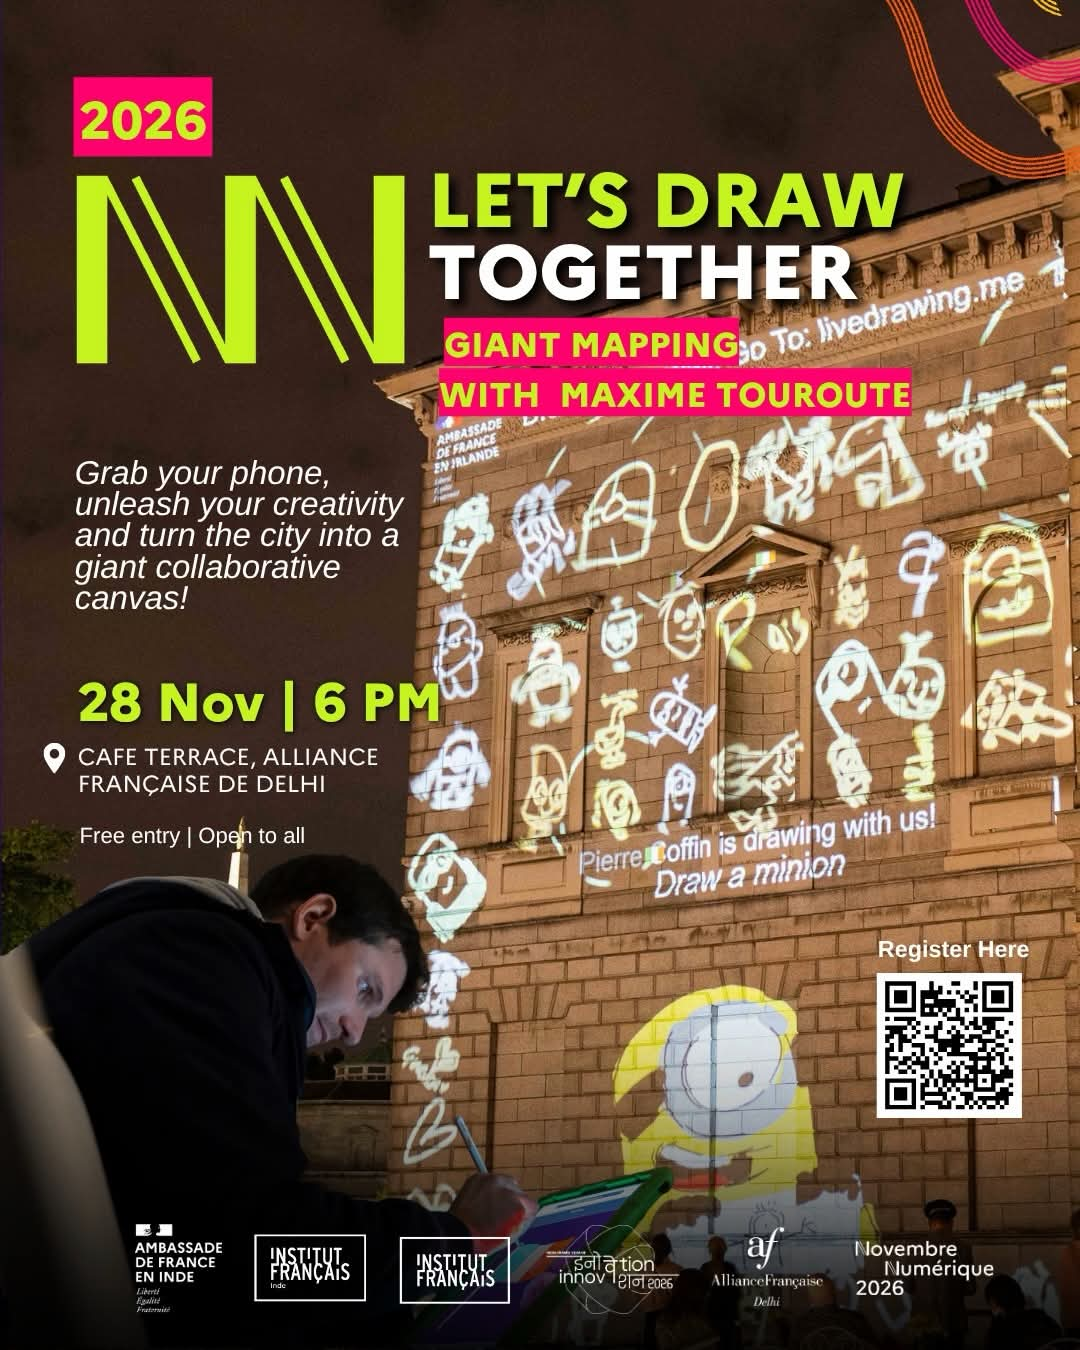 2026
LET'S DRAW
TOGETHER
GIANT MAPPING
WITH MAXIME TOUROUTE
Go To: livedrawing.me
AMBASSADE
DE FRANCE
EN IRLANDE
Grab your phone,
unleash your creativity
and turn the city into a
giant collaborative
canvas!
28 Nov | 6 PM
CAFE TERRACE, ALLIANCE
FRANÇAISE DE DELHI
Free entry | Open to all
Pierre Coffin is drawing with us!
Draw a minion
Register Here
AMBASSADE
DE FRANCE
EN INDE
Liberté
Égalité
Fraternité
INSTITUT
FRANÇAIS
Inde
INSTITUT
FRANÇAIS
innov
tion
2026
af
AllianceFrançaise
Delhi
Novembre
Numérique
2026